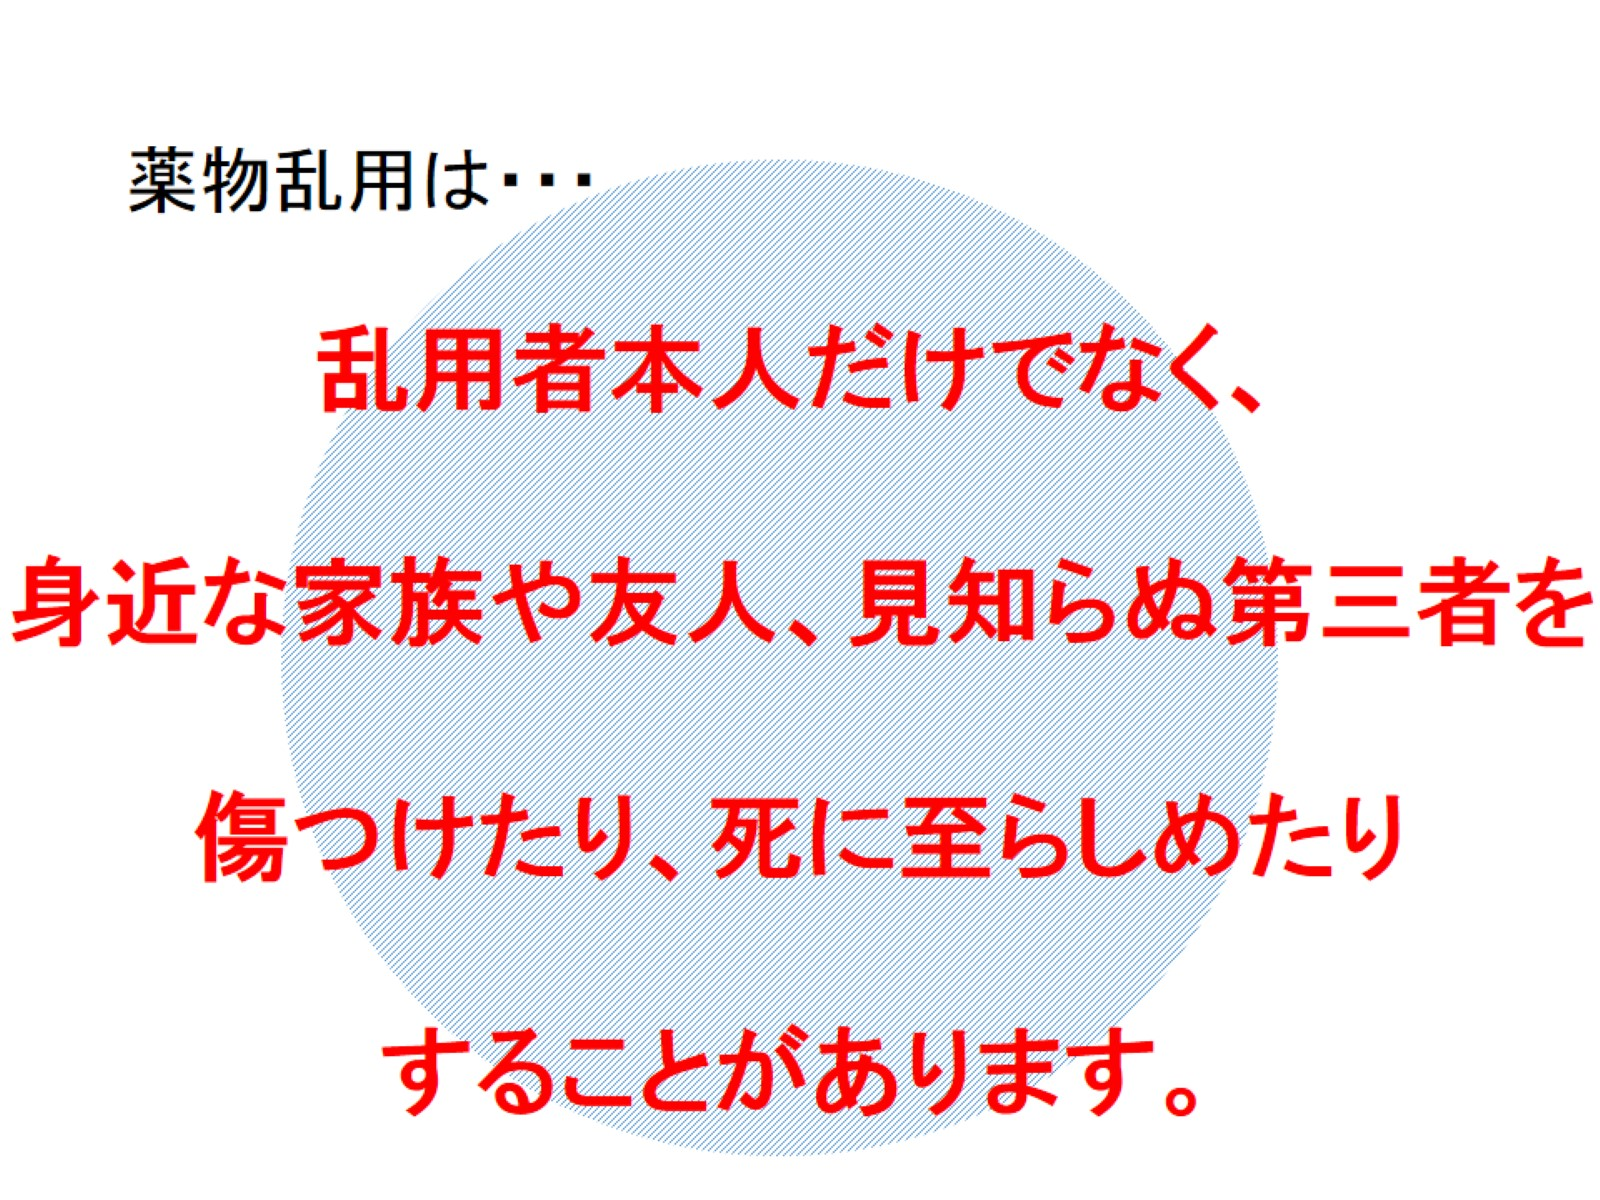 薬物乱用は・・・
乱用者本人だけでなく、
身近な家族や友人、見知らぬ第三者を
傷つけたり、死に至らしめたり
することがあります。